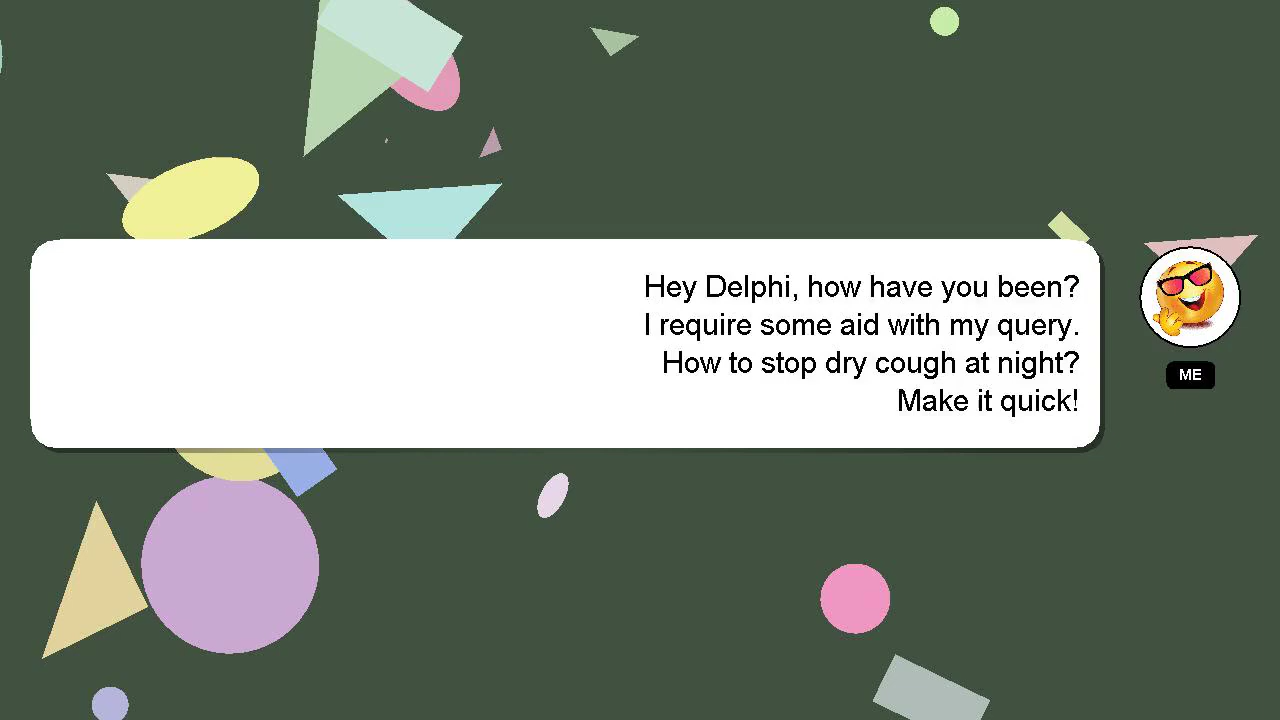 Hey Delphi, how have you been?
I require some aid with my query.
How to stop dry cough at night?
Make it quick!
ME